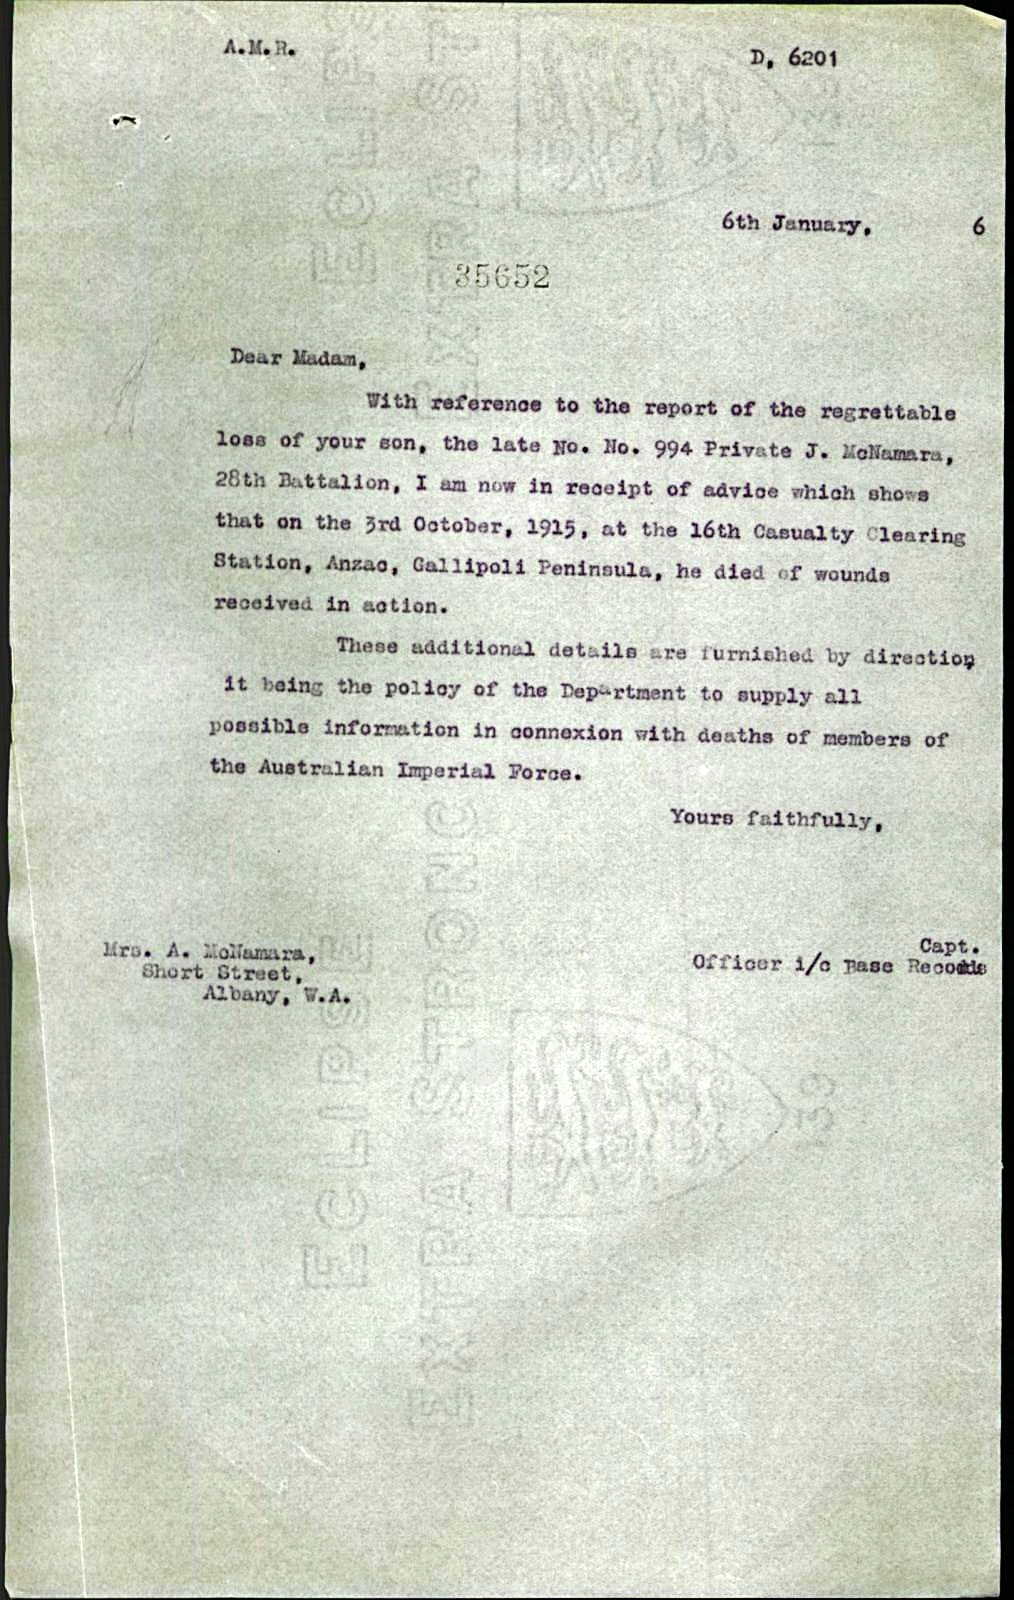 A.M.R.
D, 6201
6th January, 6
35652
Dear Madam,
With reference to the report of the regrettable
loss of your son, the late No. No. 994 Private J. McNamara,
28th Battalion, I am now in receipt of advice which shows
that on the 3rd October, 1915, at the 16th Casualty Clearing
Station, Anzac, Gallipoli Peninsula, he died of wounds
received in action.
These additional details are furnished by direction
it being the policy of the Department to supply all
possible information in connexion with deaths of members of
the Australian Imperial Force.
Yours faithfully,
Capt.
Officer i/c Base Records
Mrs. A. McNamara,
Short Street,
Albany, W.A.
ECLIPSE
EXTRA STRONG
139